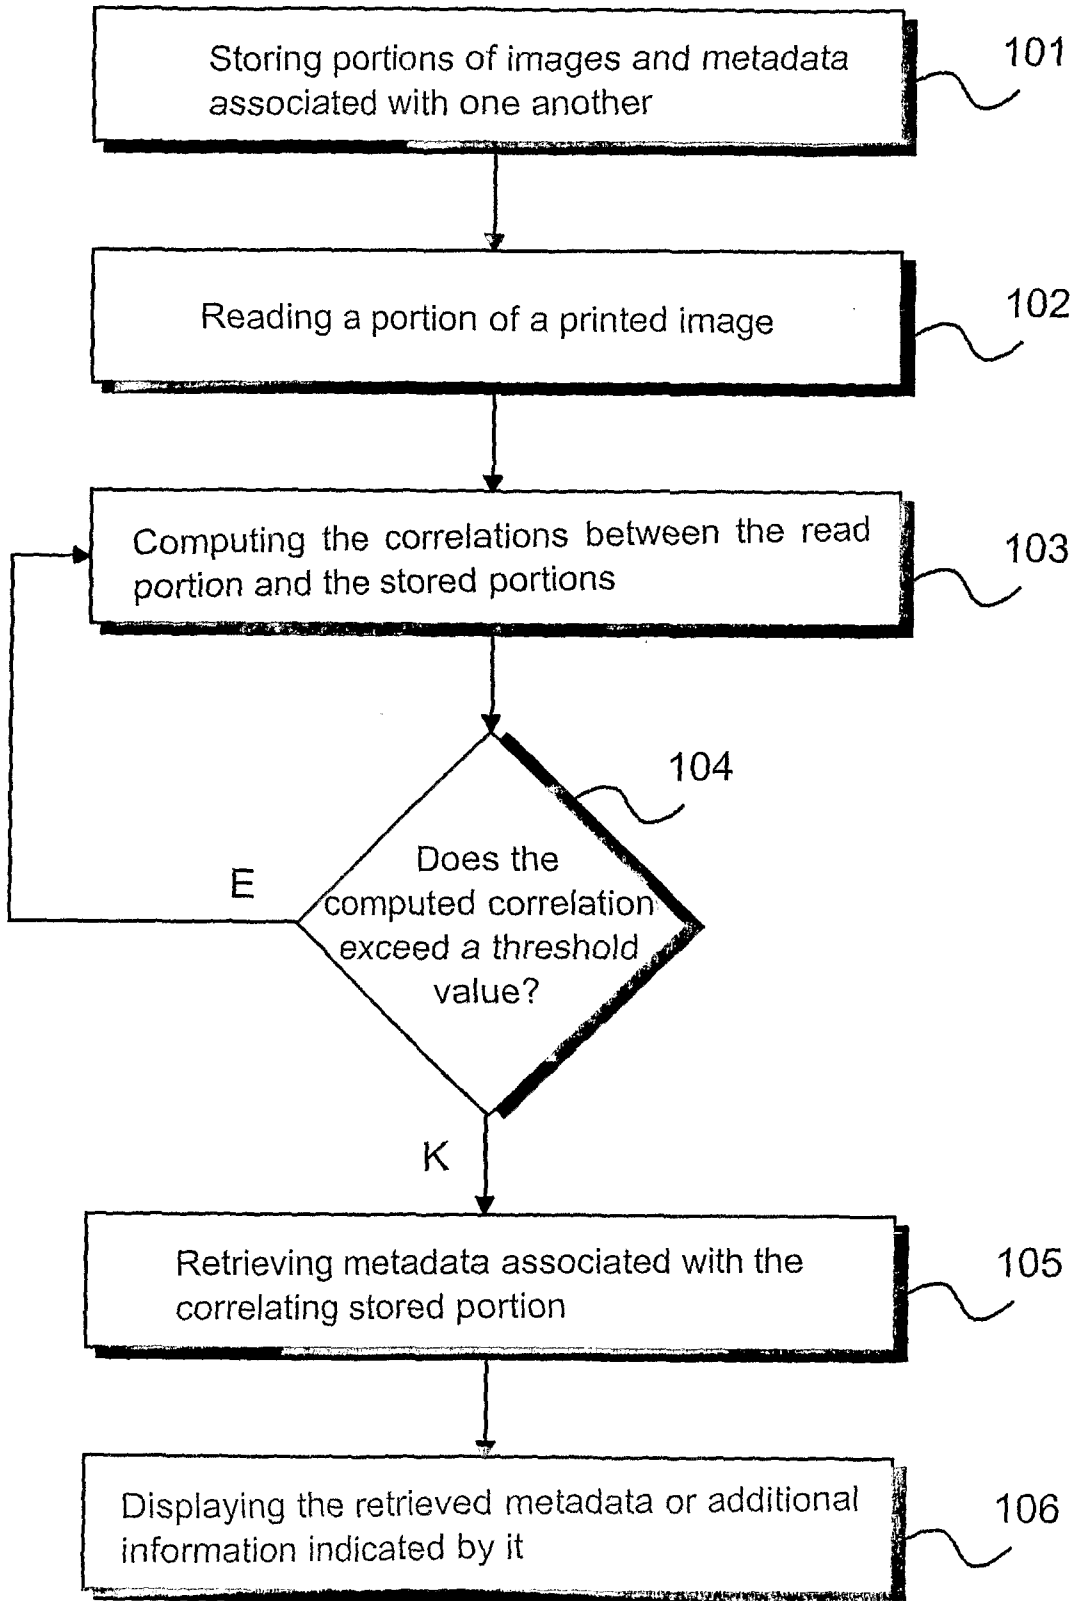 Storing portions of images and metadata
associated with one another
101
Reading a portion of a printed image
102
Computing the correlations between the read
portion and the stored portions
103
104
Does the
computed correlation
exceed a threshold
value?
E
K
Retrieving metadata associated with the
correlating stored portion
105
Displaying the retrieved metadata or additional
information indicated by it
106